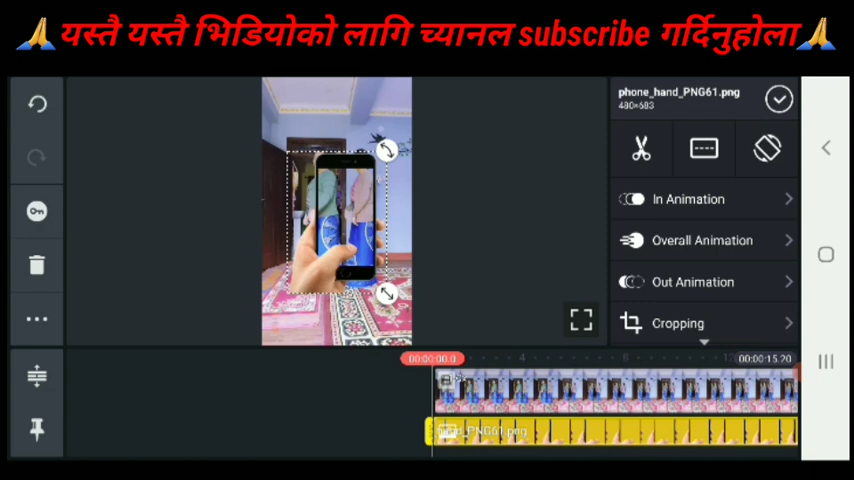 🙏यस्तै यस्तै भिडियोको लागि च्यानल subscribe गर्दिनुहोला🙏
phone_hand_PNG61.png
480×683
In Animation
Overall Animation
Out Animation
Cropping
00:00:00.0
4
00:00:15.20